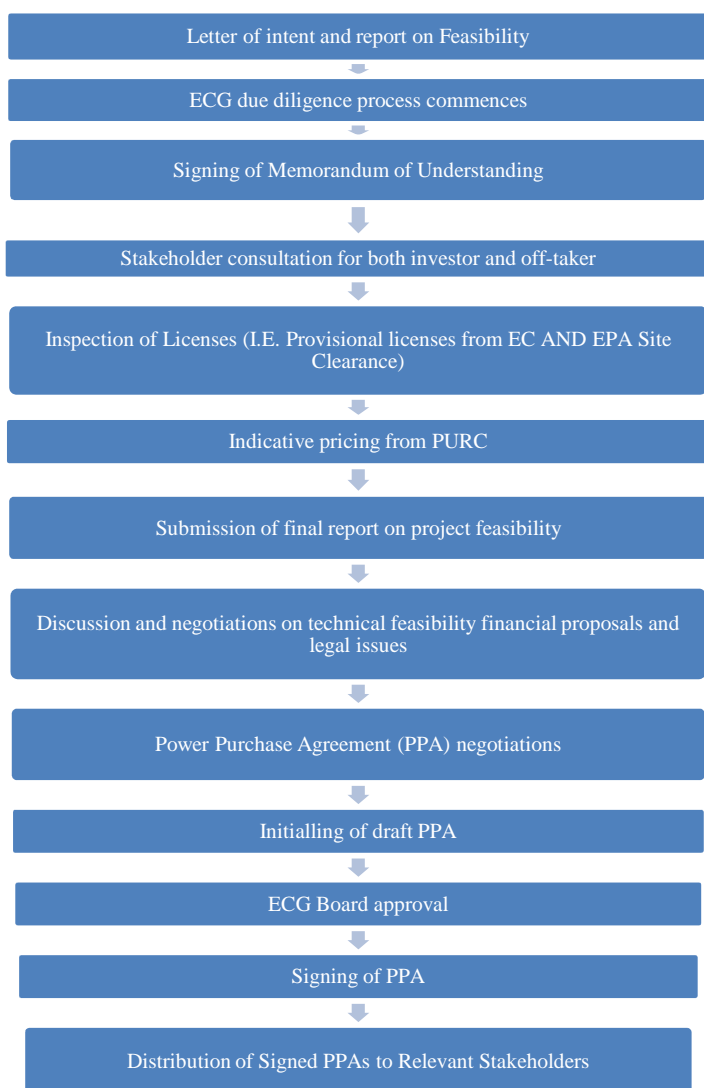 Letter of intent and report on Feasibility
ECG due diligence process commences
Signing of Memorandum of Understanding
Stakeholder consultation for both investor and off-taker
Inspection of Licenses (I.E. Provisional licenses from EC AND EPA Site
Clearance)
Indicative pricing from PURC
Submission of final report on project feasibility
Discussion and negotiations on technical feasibility financial proposals and
legal issues
Power Purchase Agreement (PPA) negotiations
Initialling of draft PPA
ECG Board approval
Signing of PPA
Distribution of Signed PPAs to Relevant Stakeholders